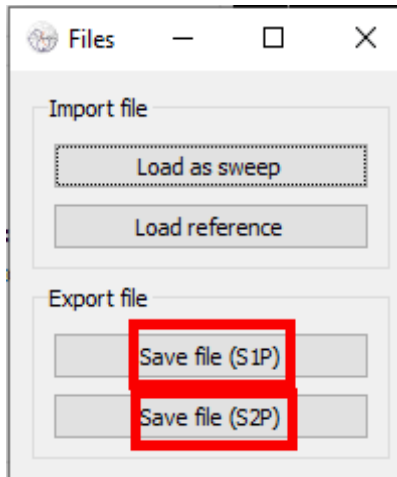 Files
Import file
Load as sweep
Load reference
Export file
Save file (S1P)
Save file (S2P)